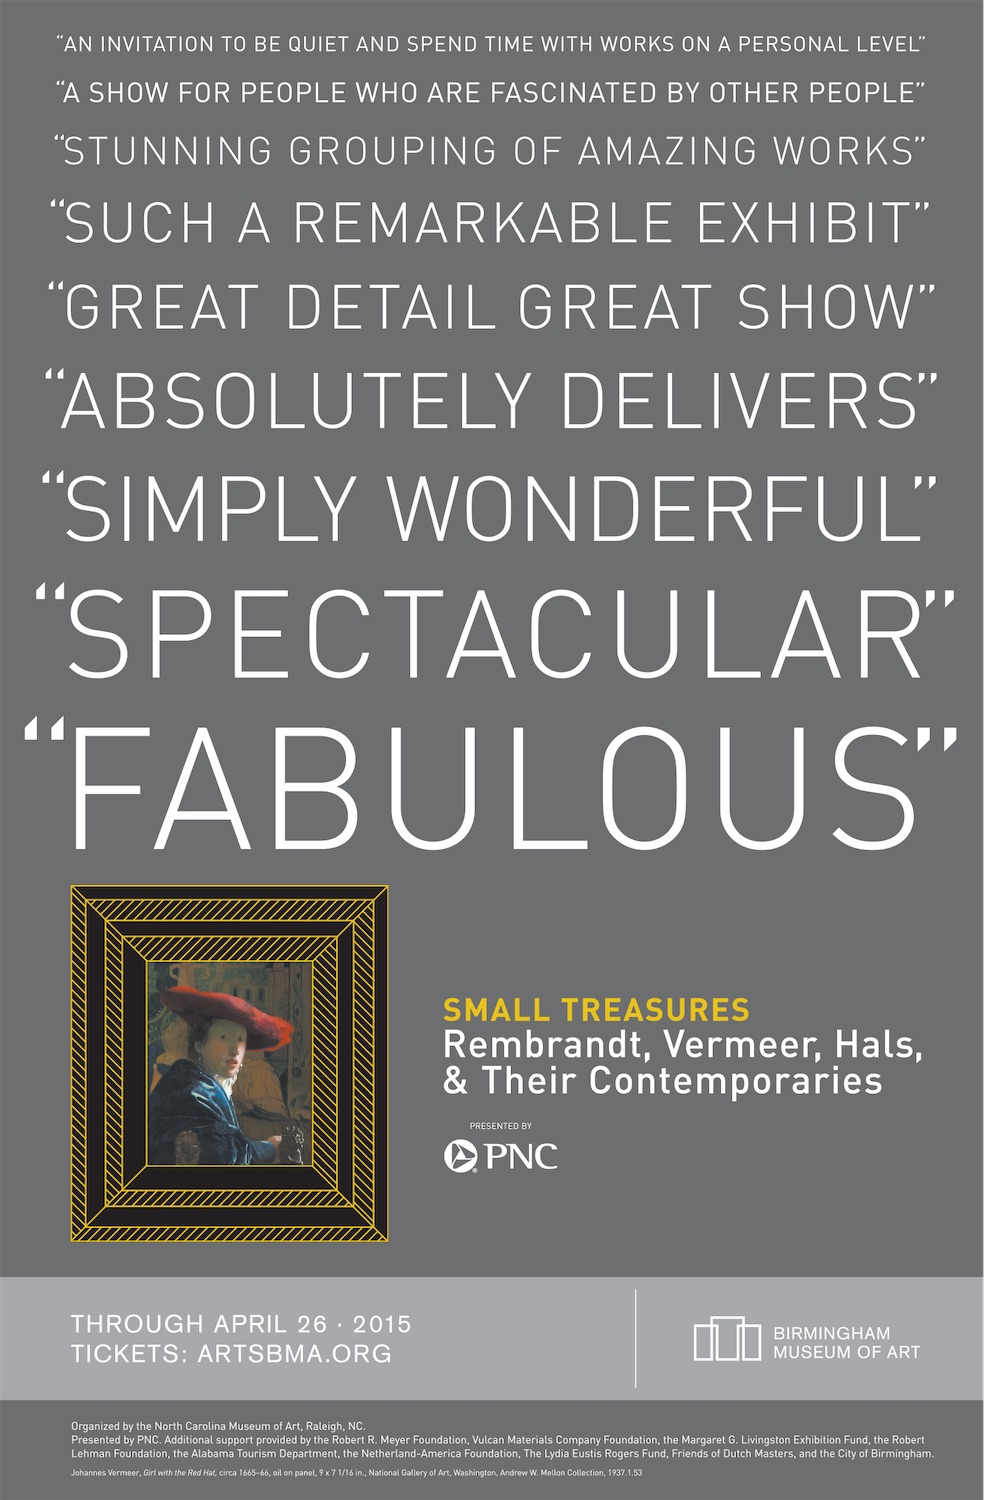 “AN INVITATION TO BE QUIET AND SPEND TIME WITH WORKS ON A PERSONAL LEVEL”
“A SHOW FOR PEOPLE WHO ARE FASCINATED BY OTHER PEOPLE”
“STUNNING GROUPING OF AMAZING WORKS”
“SUCH A REMARKABLE EXHIBIT”
“GREAT DETAIL GREAT SHOW”
“ABSOLUTELY DELIVERS”
“SIMPLY WONDERFUL”
“SPECTACULAR”
“FABULOUS”
SMALL TREASURES
Rembrandt, Vermeer, Hals,
& Their Contemporaries
PRESENTED BY
PNC
THROUGH APRIL 26 · 2015
TICKETS: ARTSBMA.ORG
BIRMINGHAM
MUSEUM OF ART
Organized by the North Carolina Museum of Art, Raleigh, NC.
Presented by PNC. Additional support provided by the Robert R. Meyer Foundation, Vulcan Materials Company Foundation, the Margaret G. Livingston Exhibition Fund, the Robert
Lehman Foundation, the Alabama Tourism Department, the Netherland-America Foundation, The Lydia Eustis Rogers Fund, Friends of Dutch Masters, and the City of Birmingham.
Johannes Vermeer, Girl with the Red Hat, circa 1665–66, oil on panel, 9 x 7 1/16 in., National Gallery of Art, Washington, Andrew W. Mellon Collection, 1937.1.53